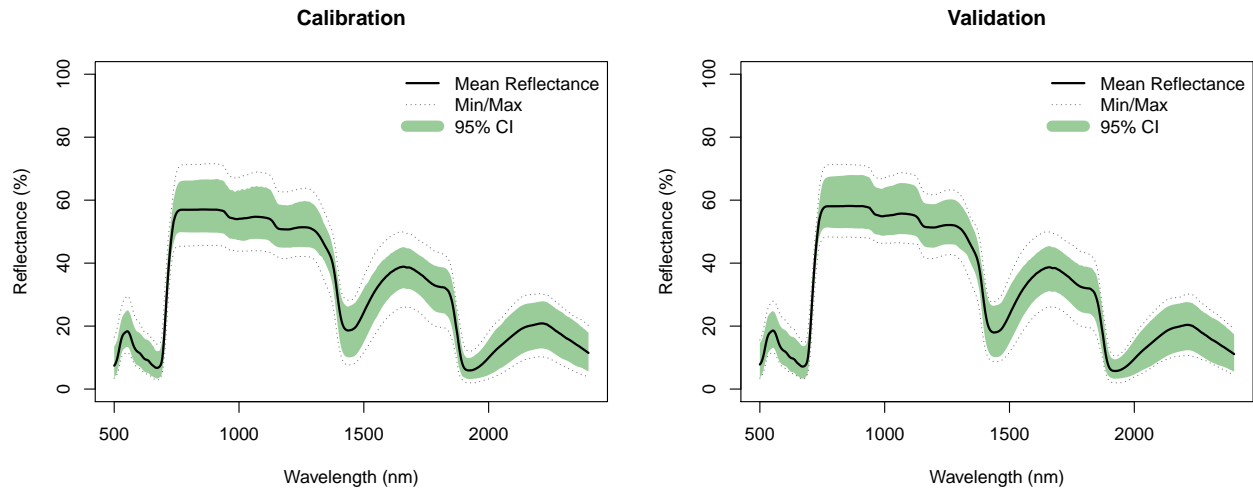 Calibration
Mean Reflectance
Min/Max
95% CI
Reflectance (%)
100
80
60
40
20
0
500
1000
1500
2000
Wavelength (nm)
Validation
Mean Reflectance
Min/Max
95% CI
Reflectance (%)
100
80
60
40
20
0
500
1000
1500
2000
Wavelength (nm)